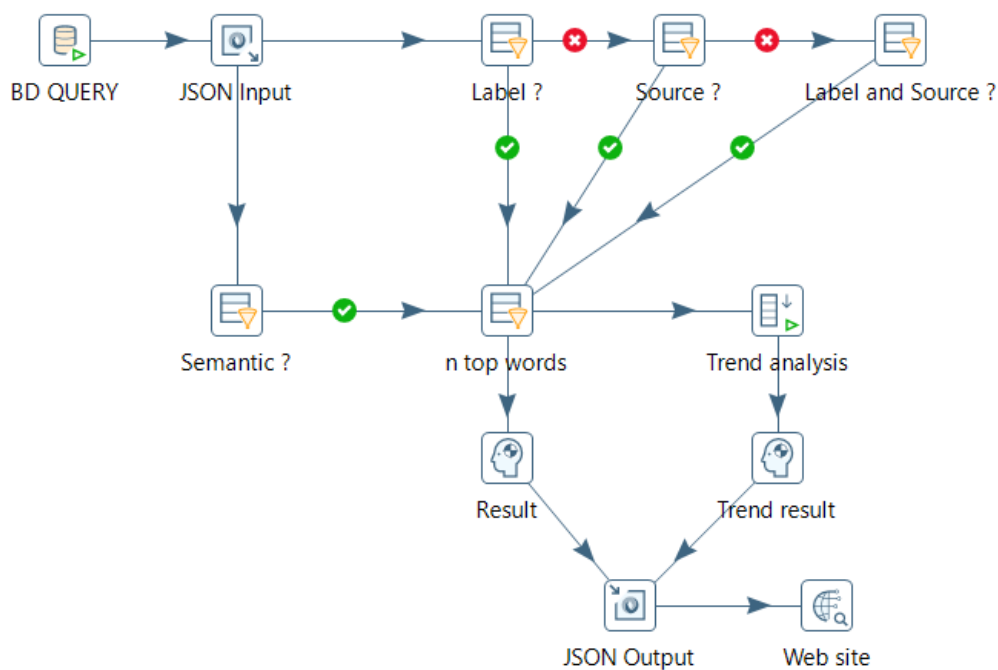 BD QUERY
JSON Input
Label ?
Source ?
Label and Source ?
Semantic ?
n top words
Trend analysis
Result
Trend result
JSON Output
Web site